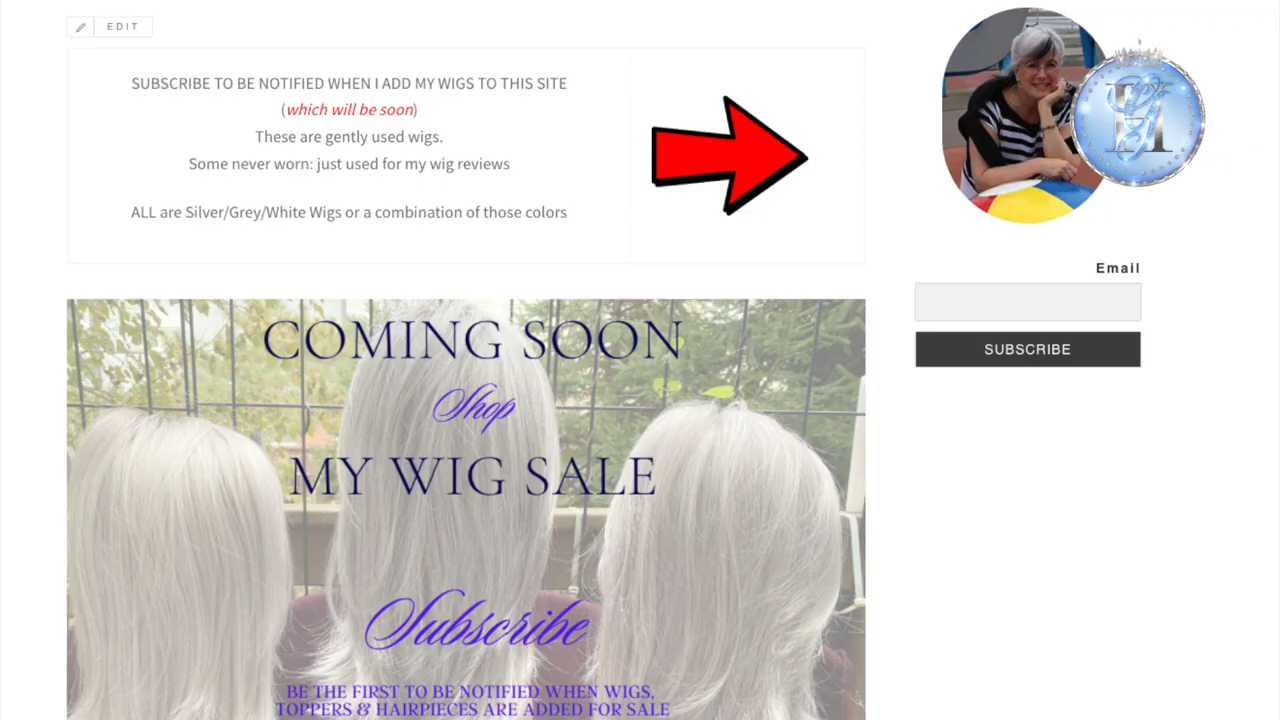 EDIT
SUBSCRIBE TO BE NOTIFIED WHEN I ADD MY WIGS TO THIS SITE
(which will be soon)
These are gently used wigs.
Some never worn: just used for my wig reviews
ALL are Silver/Grey/White Wigs or a combination of those colors
Email
SUBSCRIBE
COMING SOON
Shop
MY WIG SALE
Subscribe
BE THE FIRST TO BE NOTIFIED WHEN WIGS,
TOPPERS & HAIRPIECES ARE ADDED FOR SALE